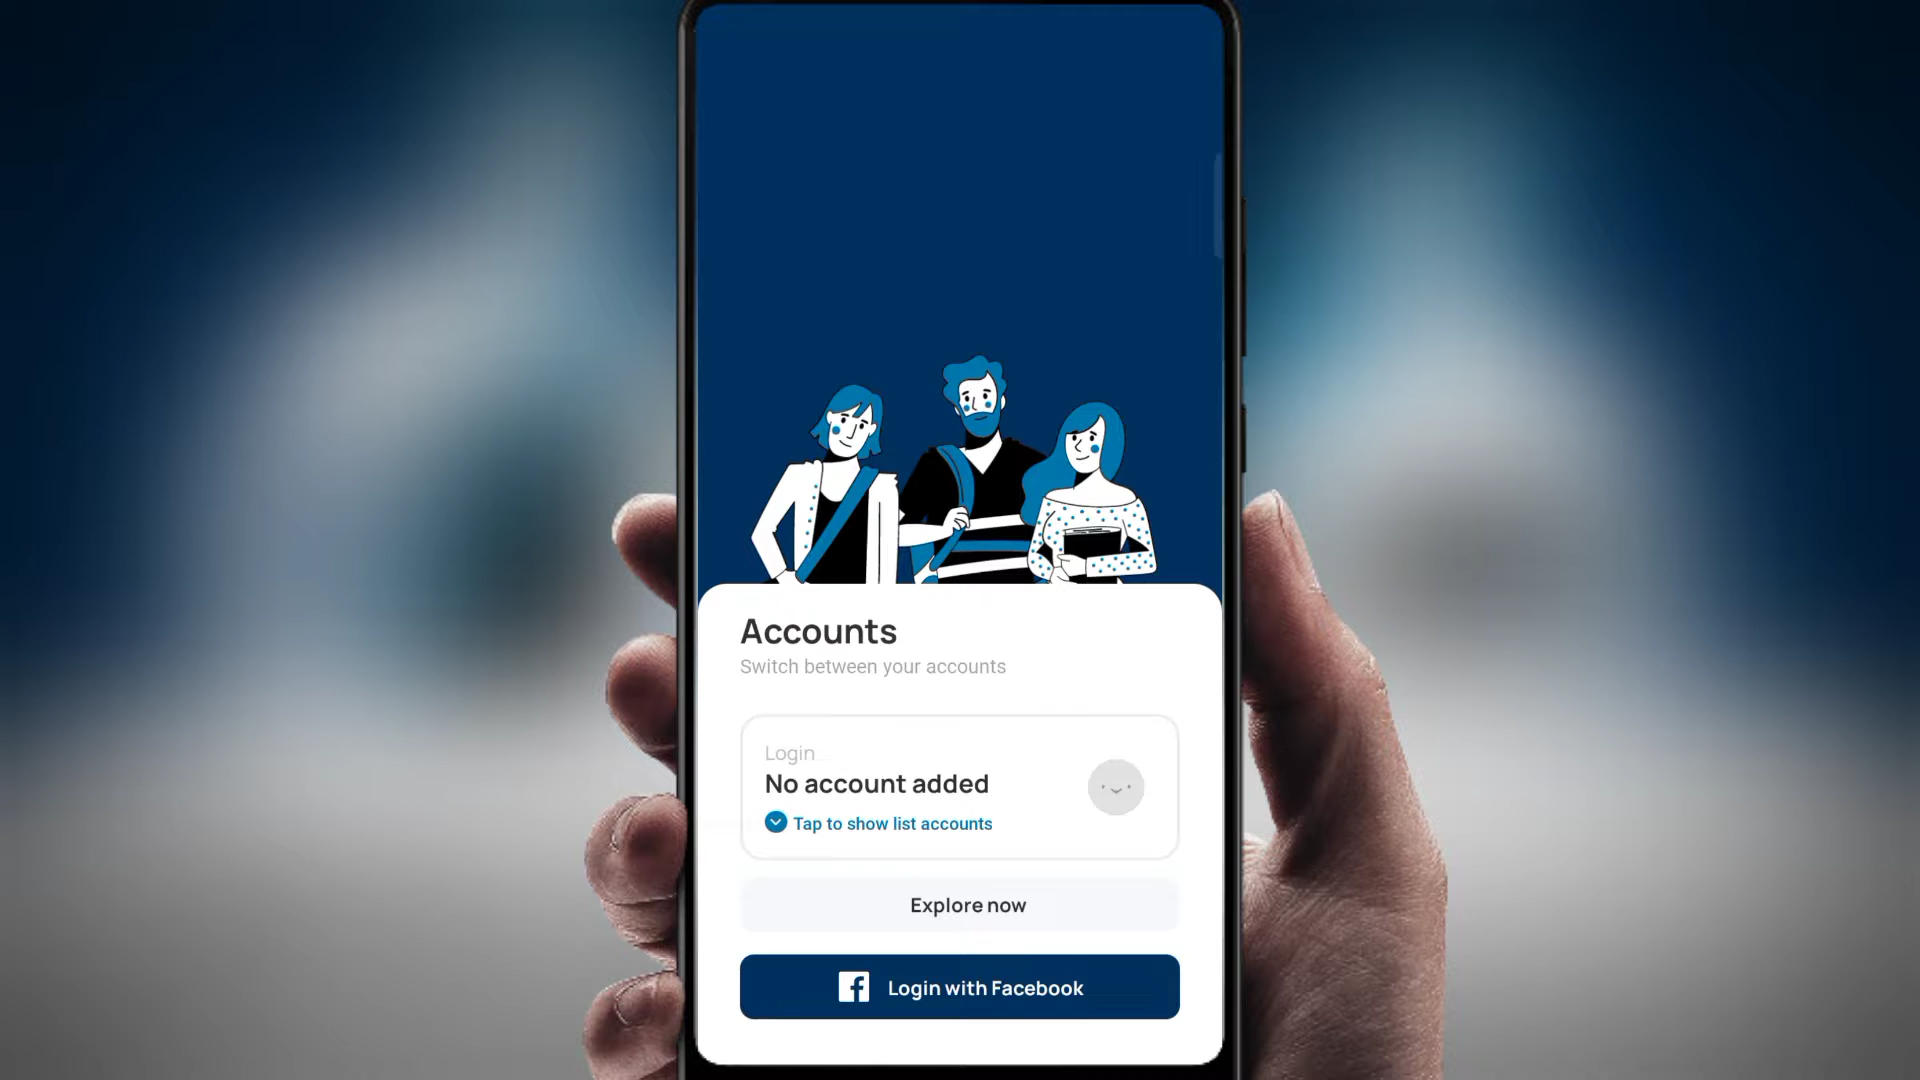 Accounts
Switch between your accounts
Login
No account added
Tap to show list accounts
Explore now
Login with Facebook